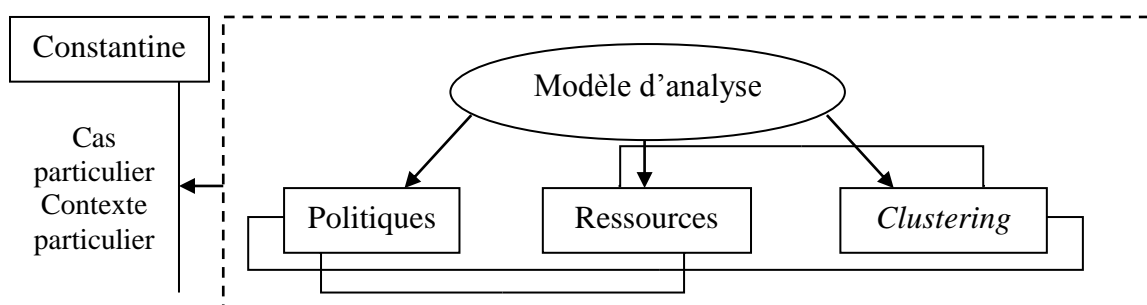 Constantine
Modèle d’analyse
Cas
particulier
Contexte
particulier
Politiques
Ressources
Clustering